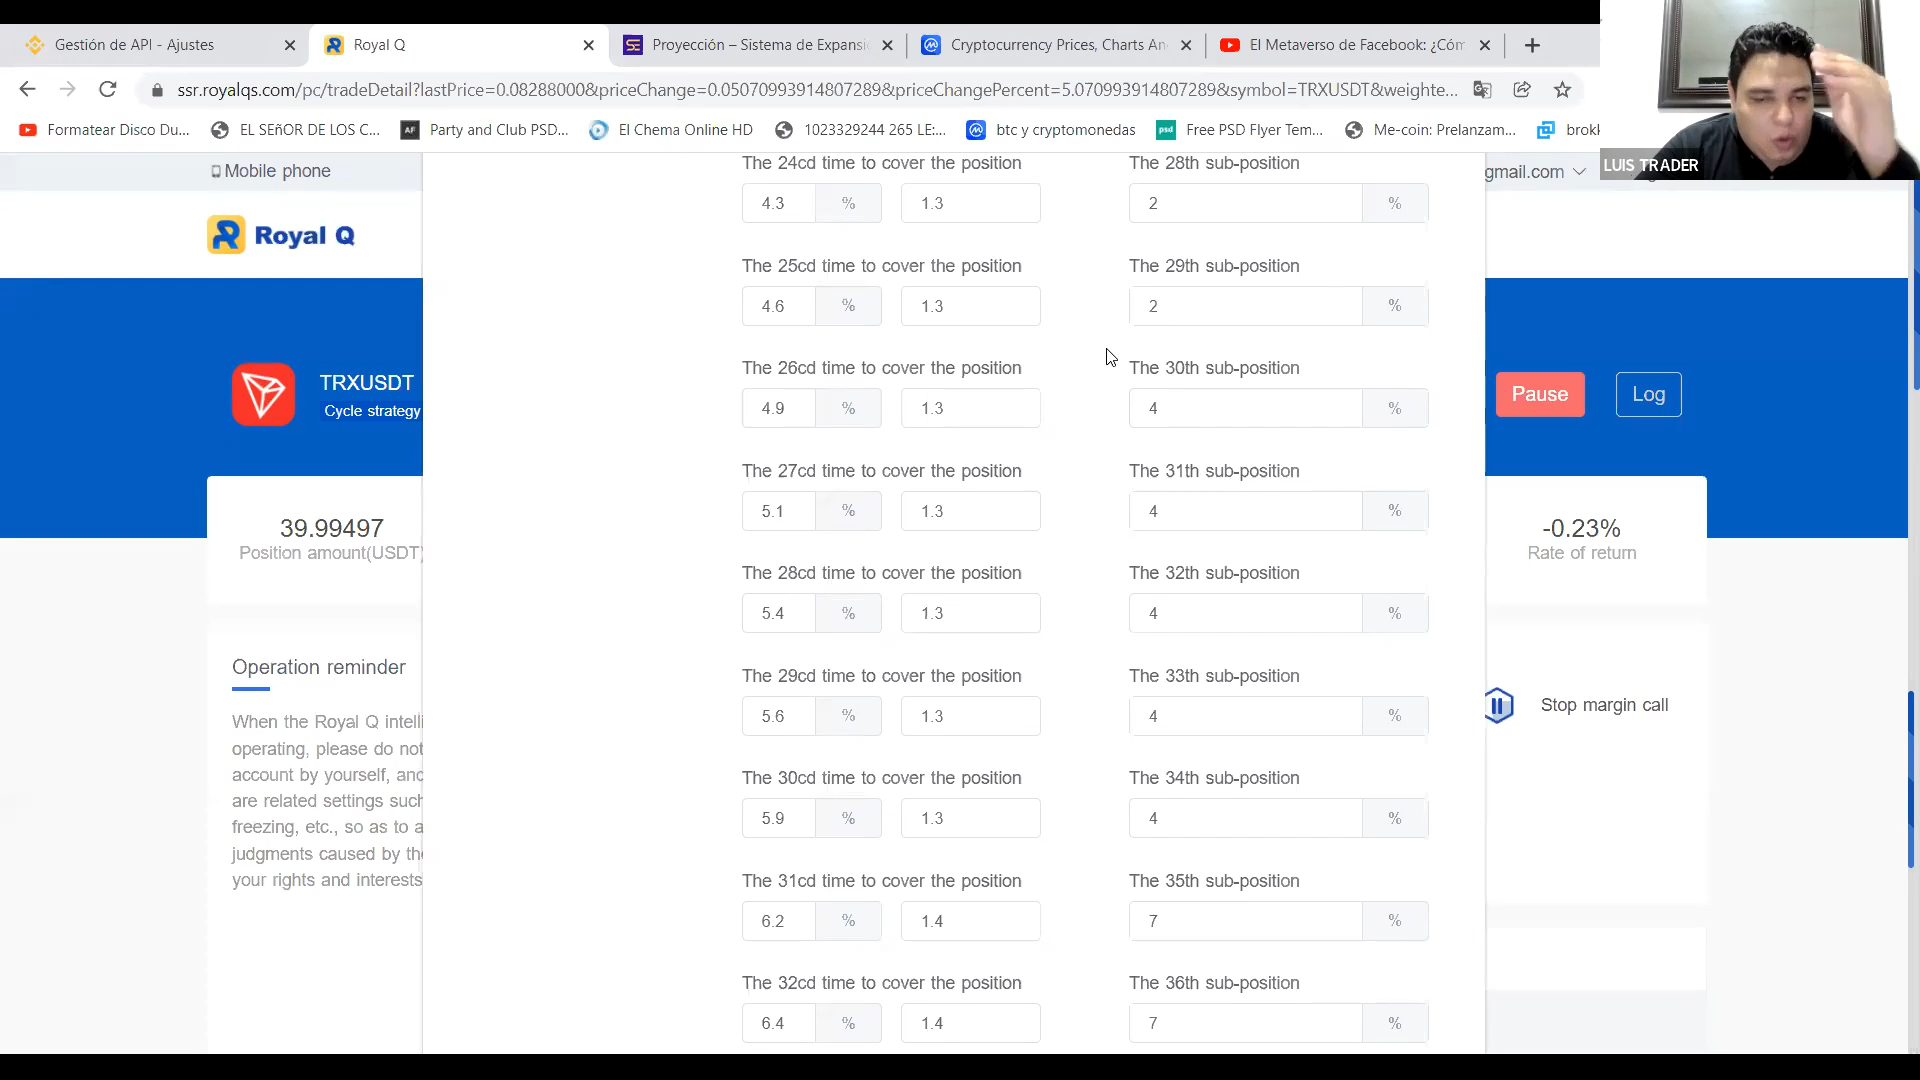 Gestión de API - Ajustes
Royal Q
Proyección – Sistema de Expansi
Cryptocurrency Prices, Charts An
El Metaverso de Facebook: ¿Cóm
ssr.royalqs.com/pc/tradeDetail?lastPrice=0.08288000&priceChange=0.05070993914807289&priceChangePercent=5.070993914807289&symbol=TRXUSDT&weighte...
Formatear Disco Du...
EL SEñOR DE LOS C...
AF
Party and Club PSD...
El Chema Online HD
1023329244 265 LE:...
btc y cryptomonedas
psd
Free PSD Flyer Tem...
Me-coin: Prelanzam...
brokk
LUIS TRADER
Mobile phone
gmail.com
Royal Q
TRXUSDT
Cycle strategy
Pause
Log
39.99497
Position amount(USDT)
-0.23%
Rate of return
Operation reminder
When the Royal Q intelli
operating, please do not
account by yourself, and
are related settings such
freezing, etc., so as to a
judgments caused by the
your rights and interests
Stop margin call
The 24cd time to cover the position
The 28th sub-position
4.3 % 1.3
2 %
The 25cd time to cover the position
The 29th sub-position
4.6 % 1.3
2 %
The 26cd time to cover the position
The 30th sub-position
4.9 % 1.3
4 %
The 27cd time to cover the position
The 31th sub-position
5.1 % 1.3
4 %
The 28cd time to cover the position
The 32th sub-position
5.4 % 1.3
4 %
The 29cd time to cover the position
The 33th sub-position
5.6 % 1.3
4 %
The 30cd time to cover the position
The 34th sub-position
5.9 % 1.3
4 %
The 31cd time to cover the position
The 35th sub-position
6.2 % 1.4
7 %
The 32cd time to cover the position
The 36th sub-position
6.4 % 1.4
7 %